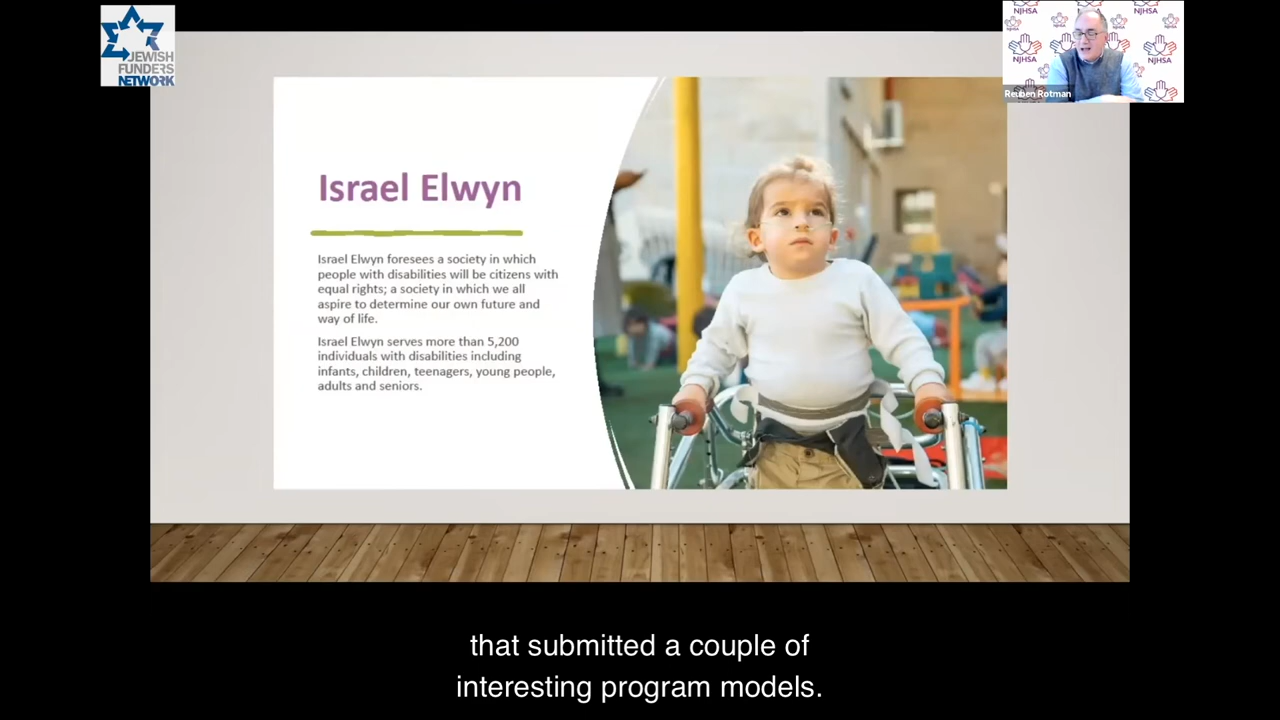 JEWISH
FUNDERS
NETWORK
NJHSA
NJHSA
NJHSA
NJHSA
Reuben Rotman
Israel Elwyn
Israel Elwyn foresees a society in which
people with disabilities will be citizens with
equal rights; a society in which we all
aspire to determine our own future and
way of life.
Israel Elwyn serves more than 5,200
individuals with disabilities including
infants, children, teenagers, young people,
adults and seniors.
that submitted a couple of
interesting program models.